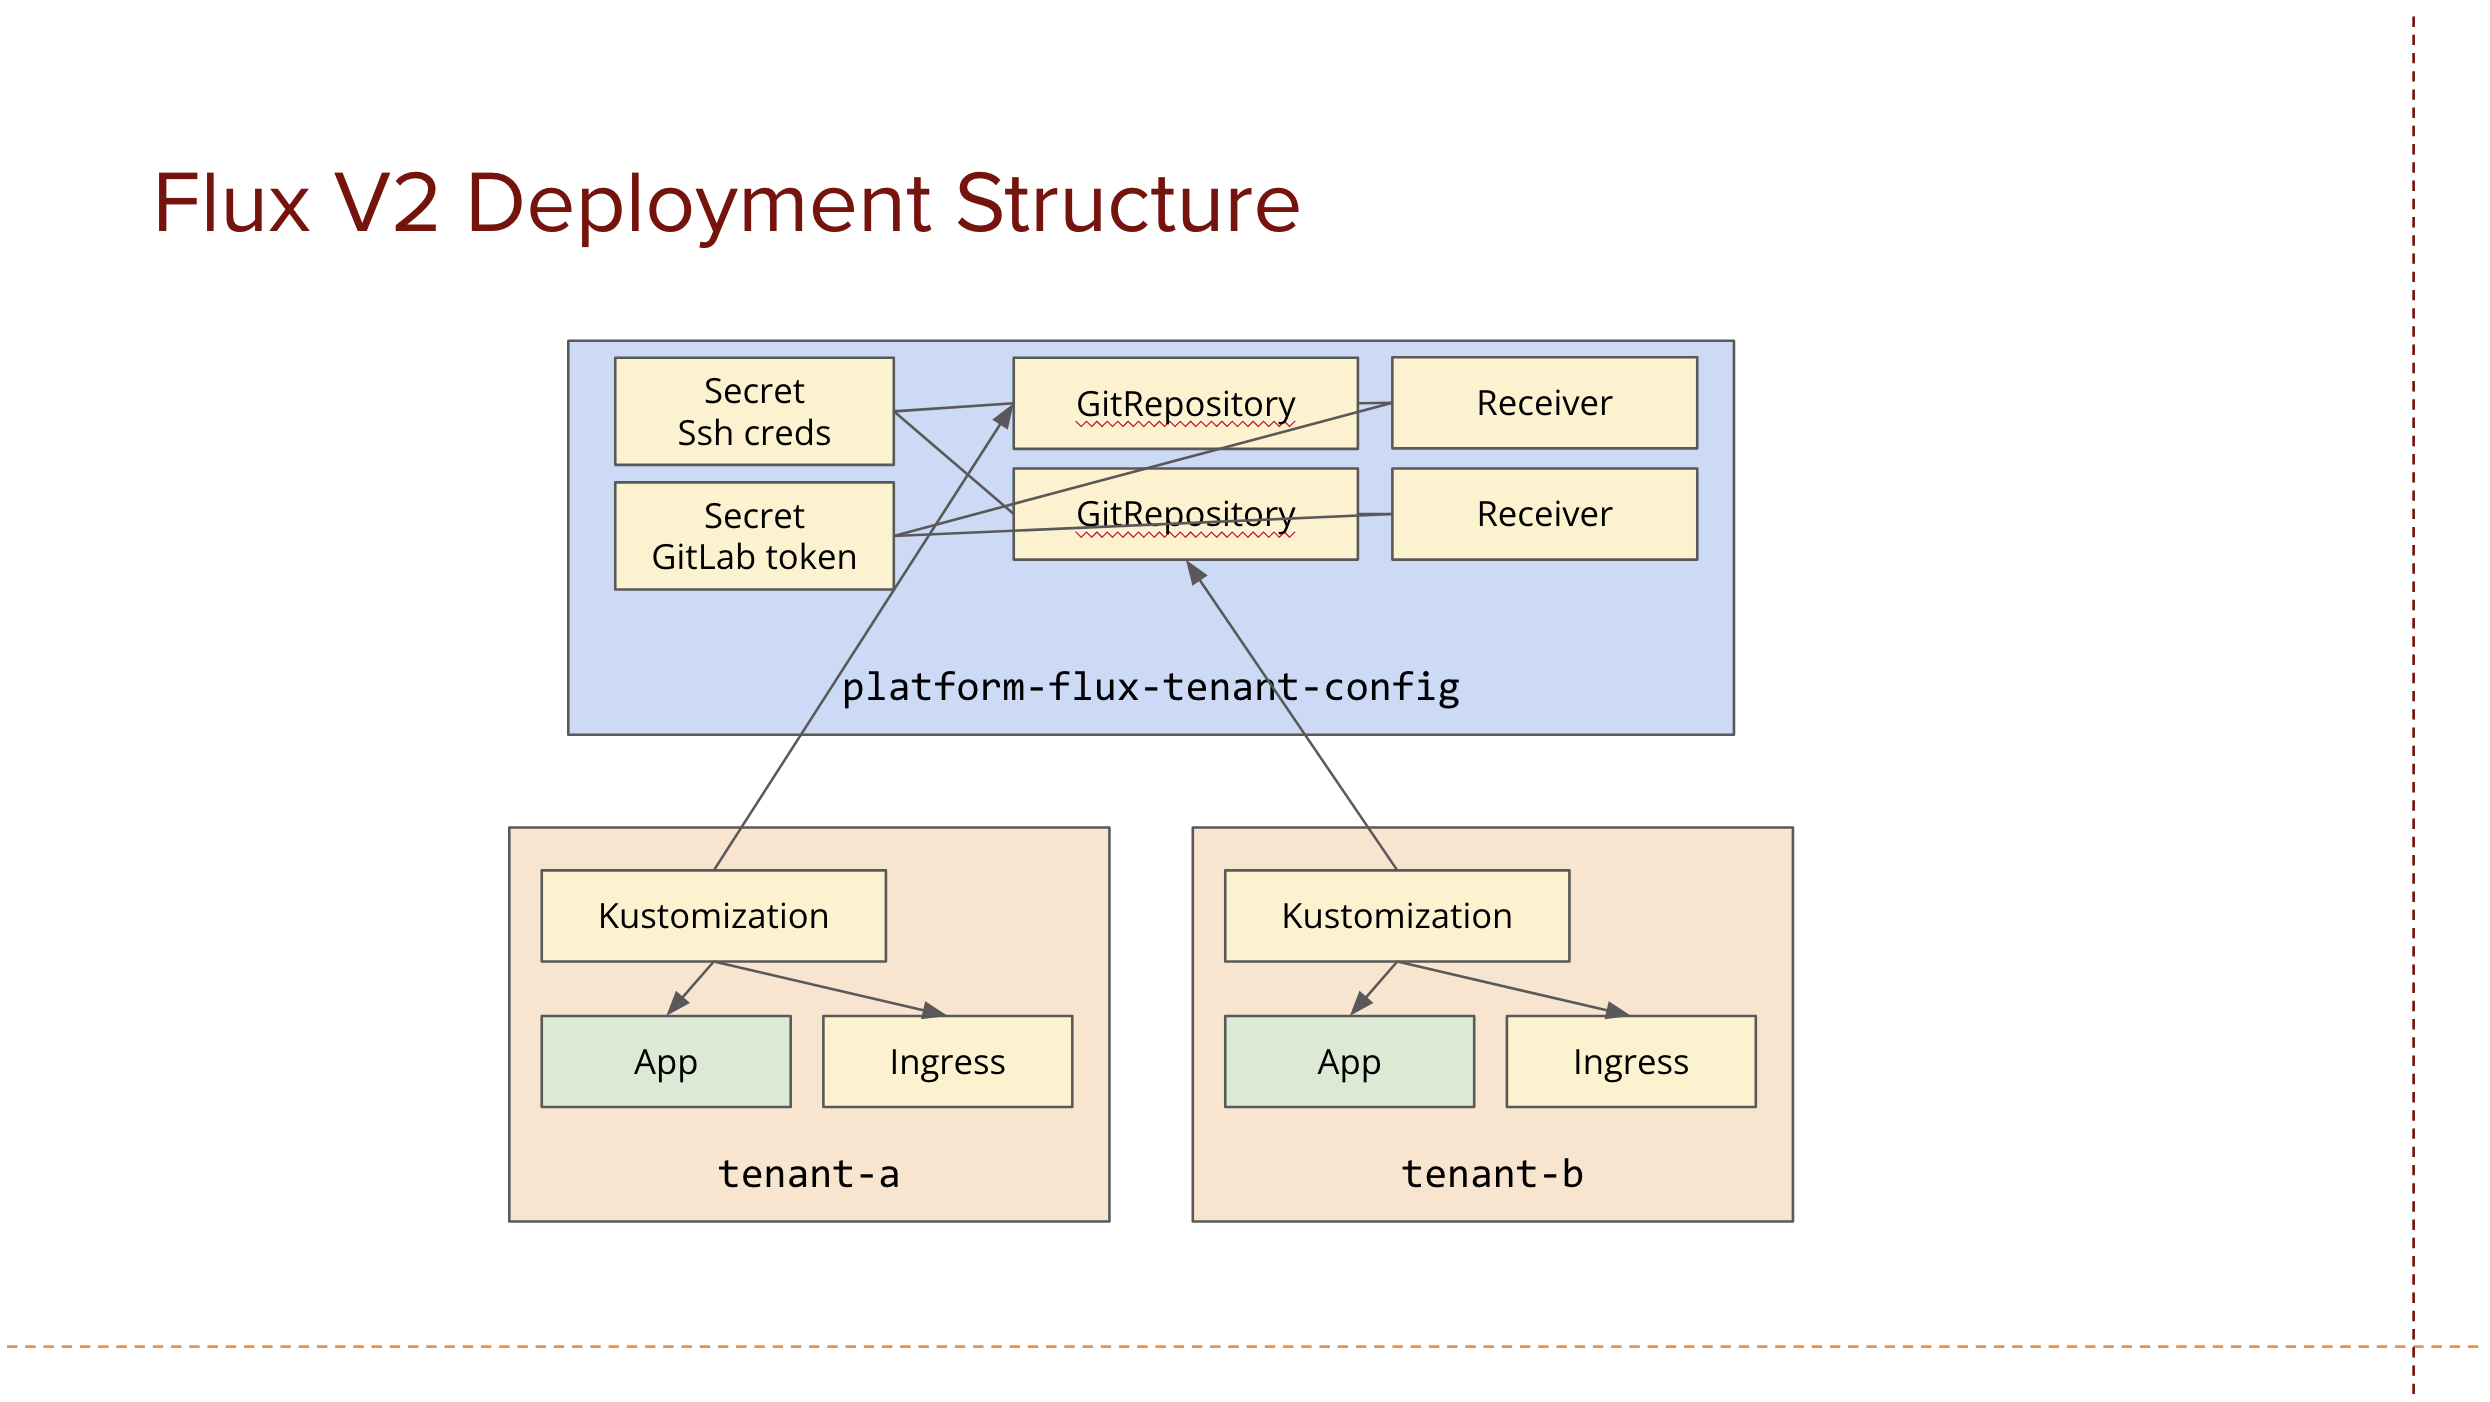 Flux V2 Deployment Structure
Secret
Ssh creds
GitRepository
Receiver
Secret
GitLab token
GitRepository
Receiver
platform-flux-tenant-config
Kustomization
App
Ingress
tenant-a
Kustomization
App
Ingress
tenant-b